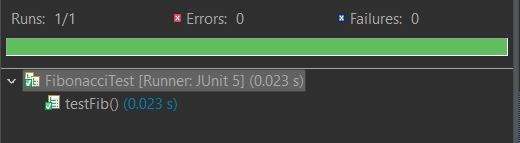 Runs: 1/1 Errors: 0 Failures: 0
FibonacciTest [Runner: JUnit 5] (0.023 s)
testFib() (0.023 s)